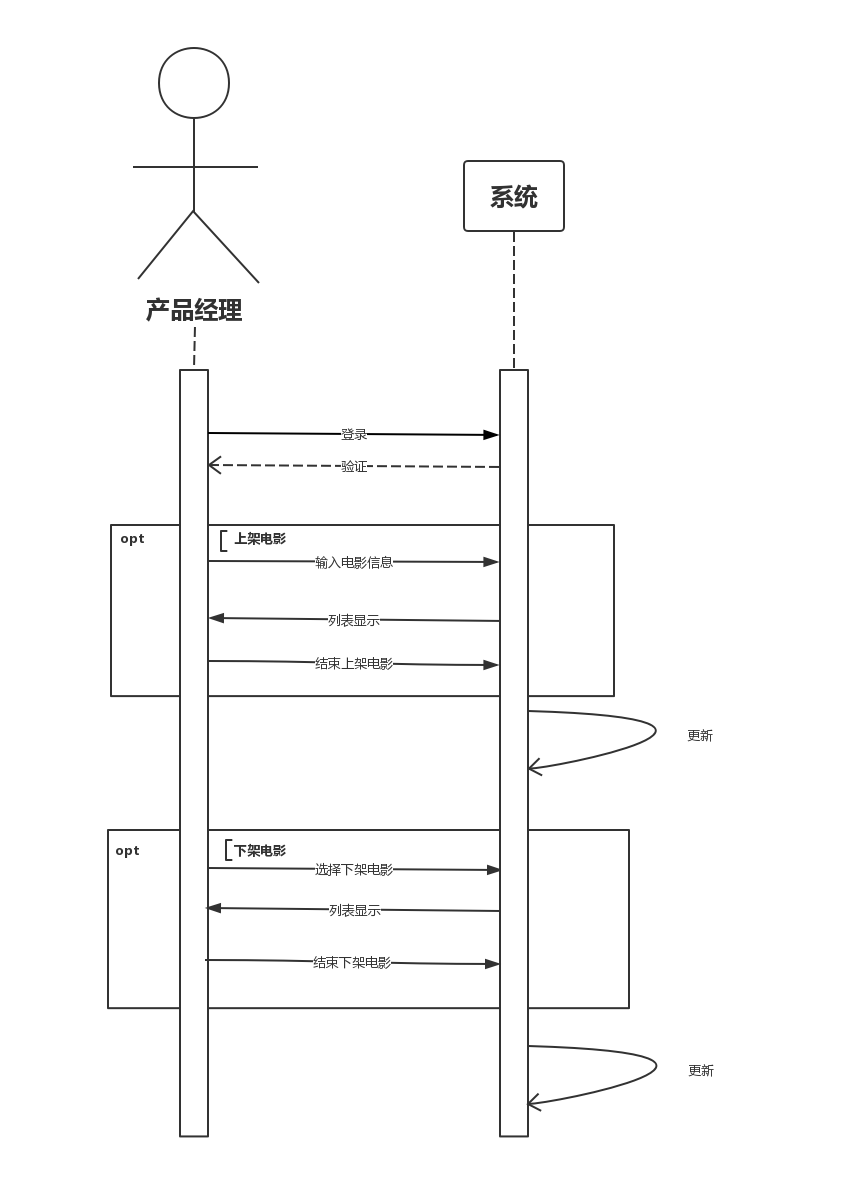 系统
产品经理
登录
验证
opt
上架电影
输入电影信息
列表显示
结束上架电影
更新
opt
下架电影
选择下架电影
列表显示
结束下架电影
更新